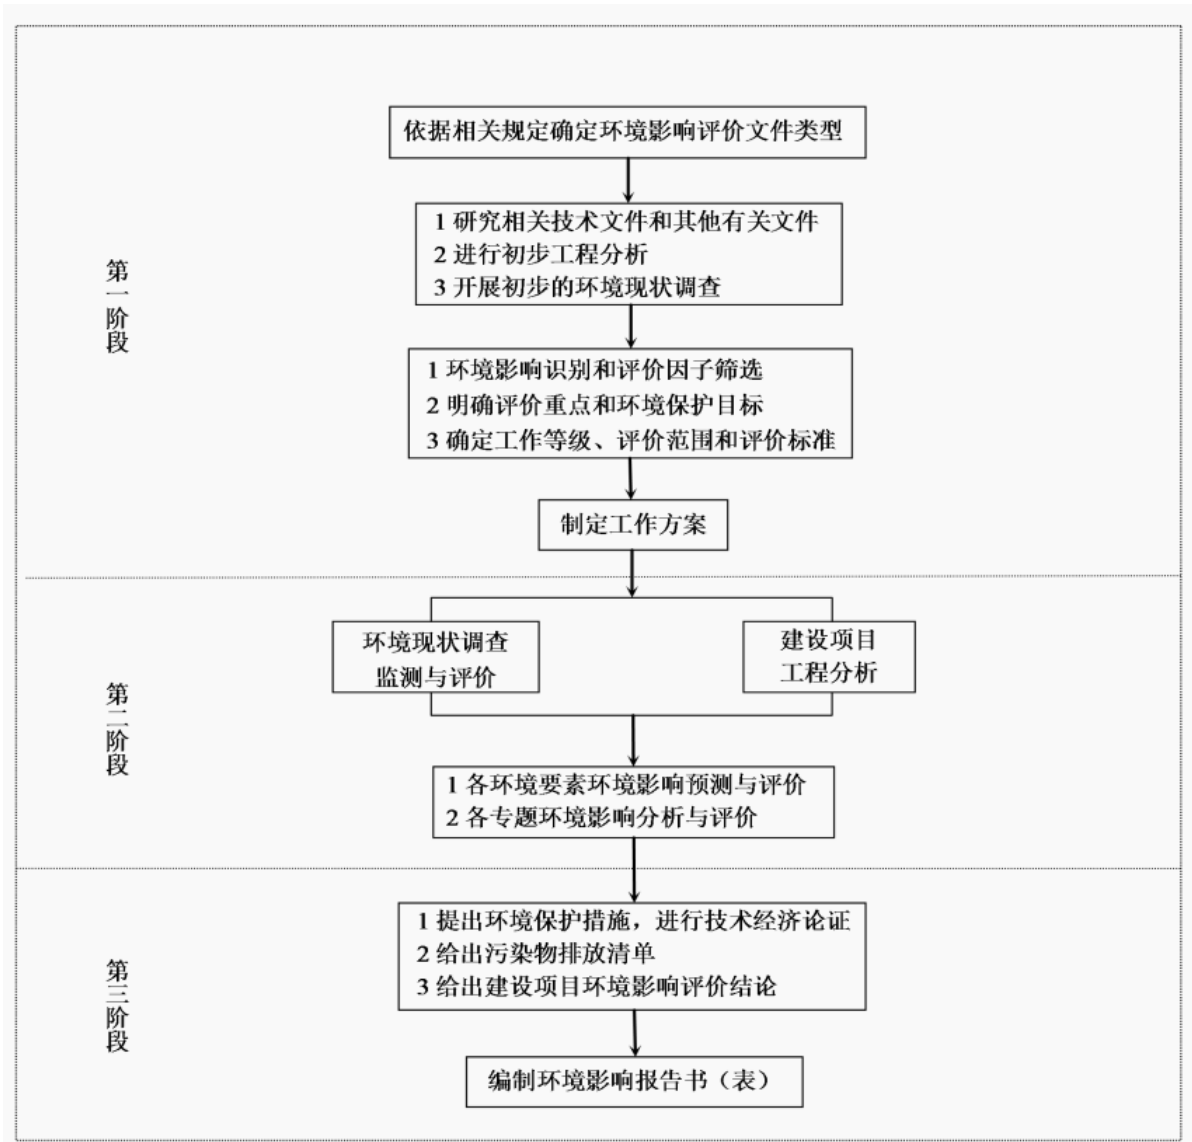 依据相关规定确定环境影响评价文件类型
1 研究相关技术文件和其他有关文件
2 进行初步工程分析
3 开展初步的环境现状调查
第一阶段
1 环境影响识别和评价因子筛选
2 明确评价重点和环境保护目标
3 确定工作等级、评价范围和评价标准
制定工作方案
环境现状调查
监测与评价
建设项目
工程分析
第二阶段
1 各环境要素环境影响预测与评价
2 各专题环境影响分析与评价
1 提出环境保护措施，进行技术经济论证
2 给出污染物排放清单
3 给出建设项目环境影响评价结论
第三阶段
编制环境影响报告书（表）